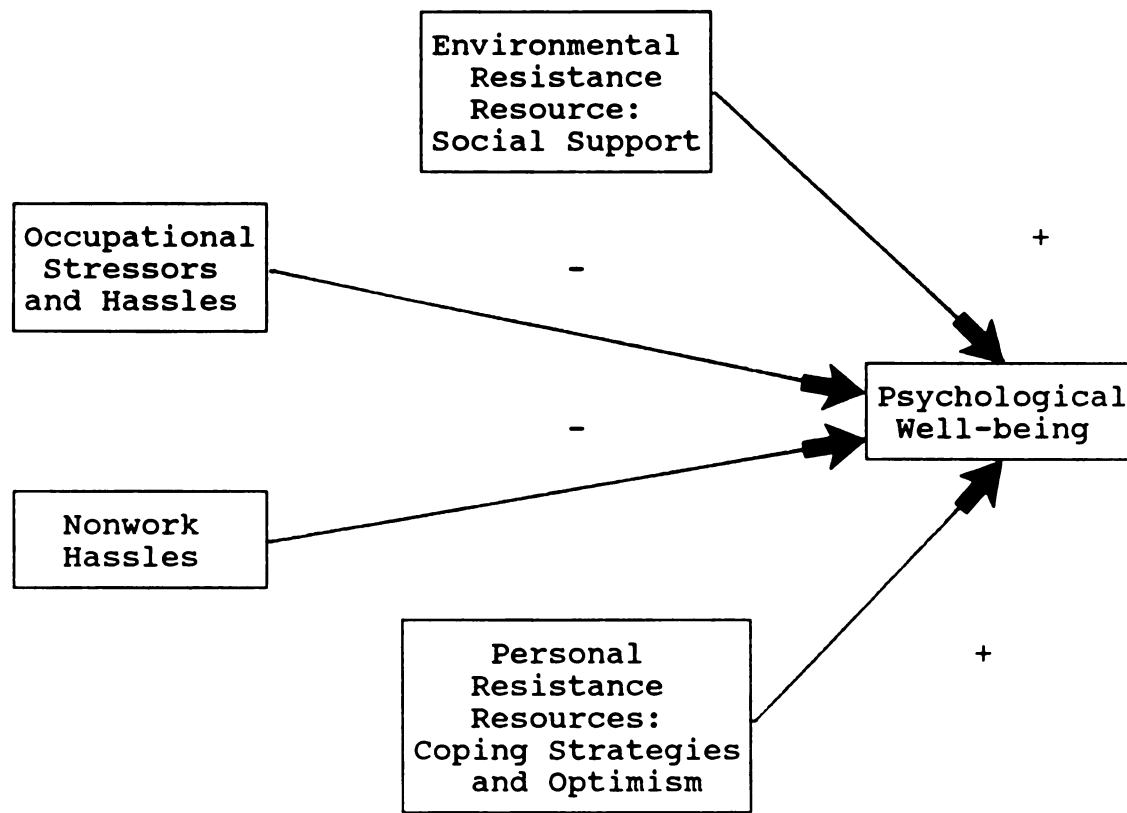 Environmental
Resistance
Resource:
Social Support
+
Occupational
Stressors
and Hassles
-
Psychological
Well-being
-
Nonwork
Hassles
Personal
Resistance
Resources:
Coping Strategies
and Optimism
+